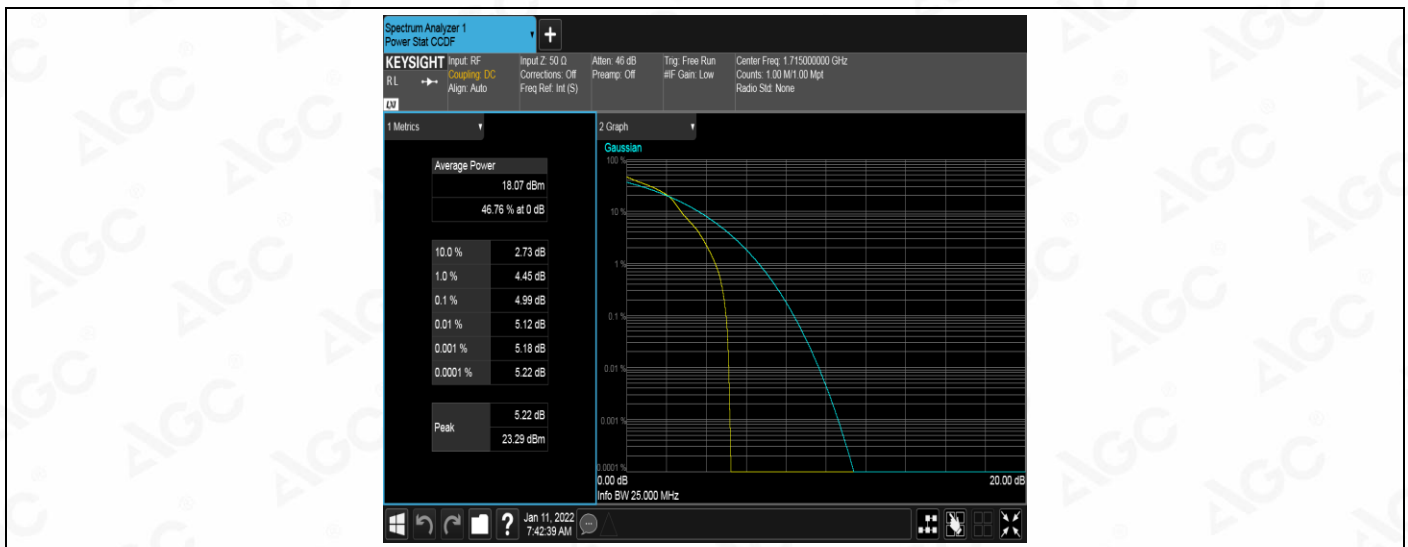 Spectrum Analyzer 1
Power Stat CCDF
+
KEYSIGHT
Input: RF
Coupling: DC
Align: Auto
Input Z: 50 Ω
Corrections: Off
Freq Ref: Int (S)
Atten: 46 dB
Preamp: Off
Trig: Free Run
#IF Gain: Low
Center Freq: 1.715000000 GHz
Counts: 1.00 M/1.00 Mpt
Radio Std: None
R L
LXI
1 Metrics
Average Power
18.07 dBm
46.76 % at 0 dB
10.0 % 2.73 dB
1.0 % 4.45 dB
0.1 % 4.99 dB
0.01 % 5.12 dB
0.001 % 5.18 dB
0.0001 % 5.22 dB
Peak
5.22 dB
23.29 dBm
2 Graph
Gaussian
100 %
10 %
1 %
0.1 %
0.01 %
0.001 %
0.0001 %
0.00 dB 20.00 dB
Info BW 25.000 MHz
?
Jan 11, 2022
7:42:39 AM
AGC